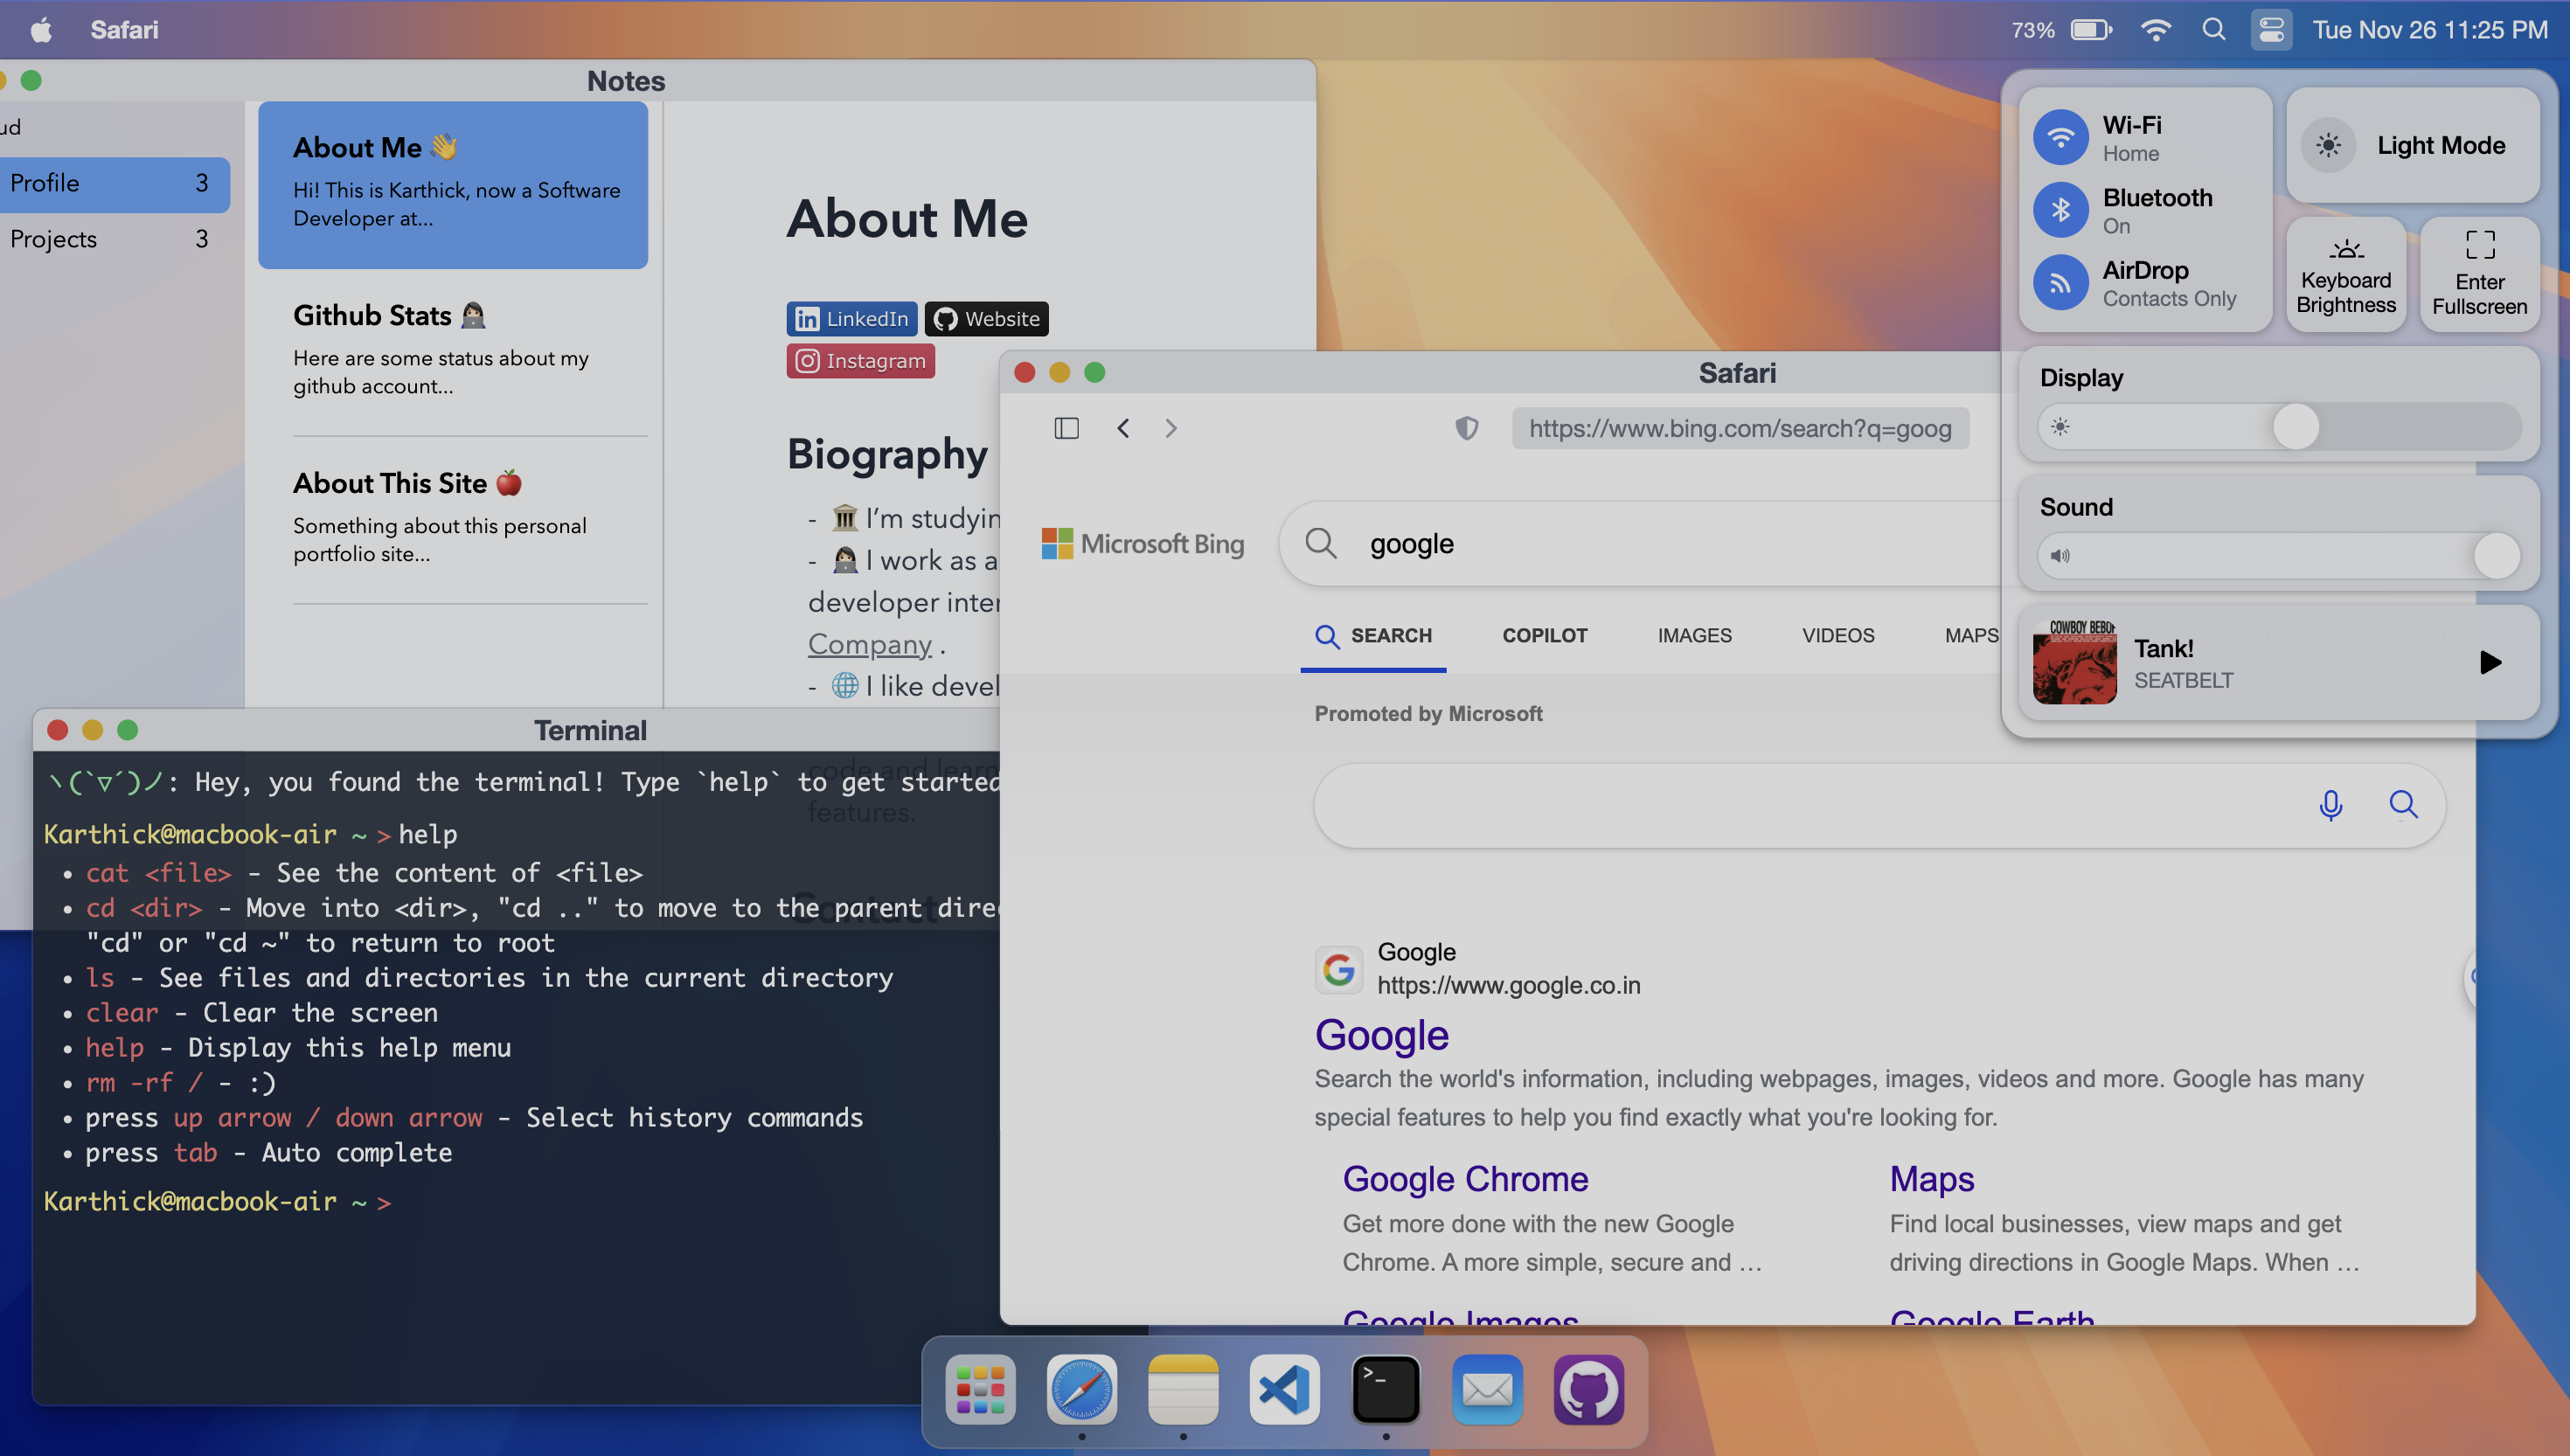 Safari
73%
Tue Nov 26 11:25 PM
Notes
ud
Profile 3
Projects 3
About Me 👋
Hi! This is Karthick, now a Software
Developer at...
Github Stats 👩🏻‍💻
Here are some status about my
github account...
About This Site 🍎
Something about this personal
portfolio site...
About Me
LinkedIn Website
Instagram
Biography
- 🏛 I’m studyin
- 👩🏻‍💻 I work as a
developer inter
Company .
- 🌐 I like devel
code and learn
features.
Contact
Terminal
ヽ(`▽´)ノ: Hey, you found the terminal! Type `help` to get started
Karthick@macbook-air ~ > help
• cat <file> - See the content of <file>
• cd <dir> - Move into <dir>, "cd .." to move to the parent direc
"cd" or "cd ~" to return to root
• ls - See files and directories in the current directory
• clear - Clear the screen
• help - Display this help menu
• rm -rf / - :)
• press up arrow / down arrow - Select history commands
• press tab - Auto complete
Karthick@macbook-air ~ >
Safari
https://www.bing.com/search?q=goog
Microsoft Bing
google
SEARCH COPILOT IMAGES VIDEOS MAPS
Promoted by Microsoft
Google
https://www.google.co.in
Google
Search the world's information, including webpages, images, videos and more. Google has many
special features to help you find exactly what you're looking for.
Google Chrome
Get more done with the new Google
Chrome. A more simple, secure and …
Maps
Find local businesses, view maps and get
driving directions in Google Maps. When …
Google Images
Google Earth
Wi-Fi
Home
Bluetooth
On
AirDrop
Contacts Only
Light Mode
Keyboard
Brightness
Enter
Fullscreen
Display
Sound
COWBOY BEBOP
Tank!
SEATBELT
>_